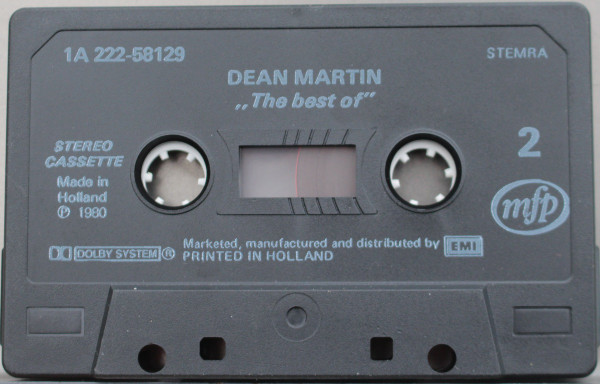 1A 222-58129
STEMRA
DEAN MARTIN
„The best of”
STEREO
CASSETTE
2
Made in
Holland
℗ 1980
mfp
DOLBY SYSTEM ®
Marketed, manufactured and distributed by EMI
PRINTED IN HOLLAND